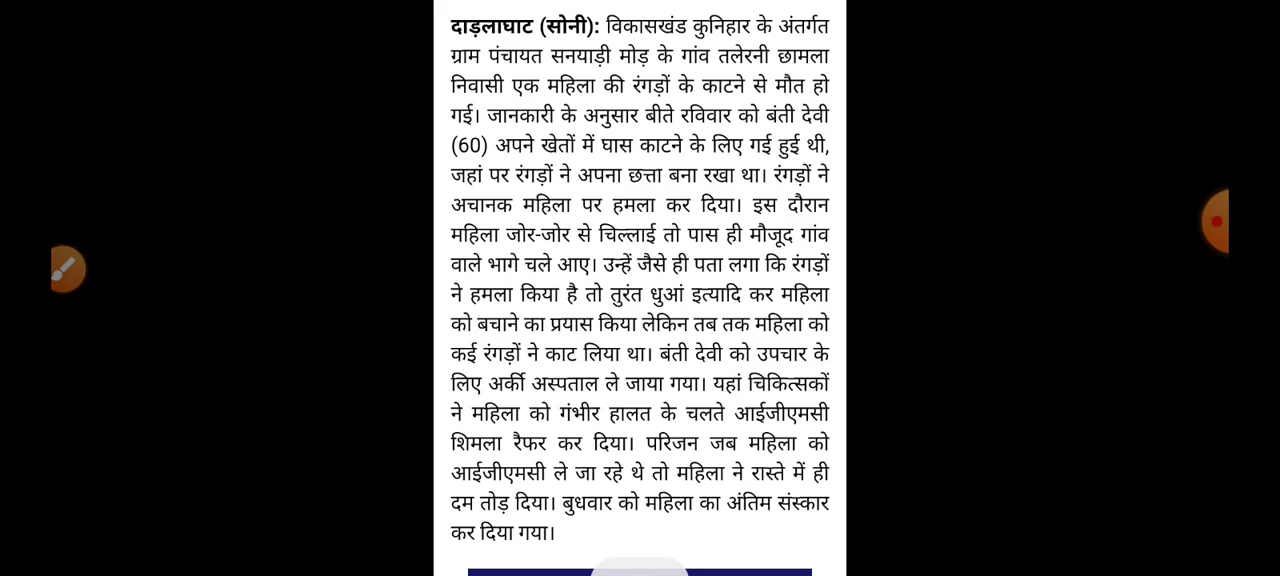 दाड़लाघाट (सोनी): विकासखंड कुनिहार के अंतर्गत
ग्राम पंचायत सनयाड़ी मोड़ के गांव तलेरनी छामला
निवासी एक महिला की रंगड़ों के काटने से मौत हो
गई। जानकारी के अनुसार बीते रविवार को बंती देवी
(60) अपने खेतों में घास काटने के लिए गई हुई थी,
जहां पर रंगड़ों ने अपना छत्ता बना रखा था। रंगड़ों ने
अचानक महिला पर हमला कर दिया। इस दौरान
महिला जोर-जोर से चिल्लाई तो पास ही मौजूद गांव
वाले भागे चले आए। उन्हें जैसे ही पता लगा कि रंगड़ों
ने हमला किया है तो तुरंत धुआं इत्यादि कर महिला
को बचाने का प्रयास किया लेकिन तब तक महिला को
कई रंगड़ों ने काट लिया था। बंती देवी को उपचार के
लिए अर्की अस्पताल ले जाया गया। यहां चिकित्सकों
ने महिला को गंभीर हालत के चलते आईजीएमसी
शिमला रैफर कर दिया। परिजन जब महिला को
आईजीएमसी ले जा रहे थे तो महिला ने रास्ते में ही
दम तोड़ दिया। बुधवार को महिला का अंतिम संस्कार
कर दिया गया।